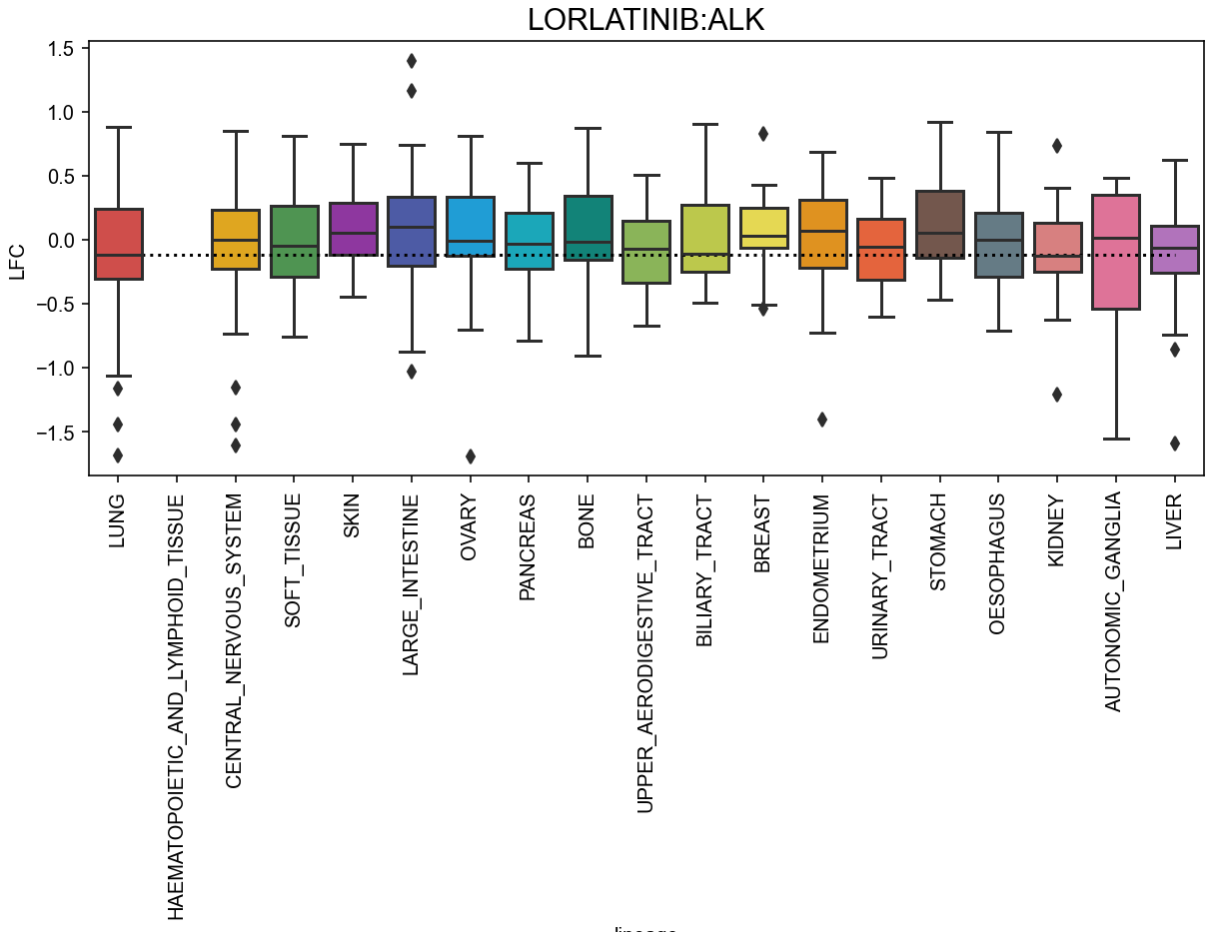 LORLATINIB:ALK
1.5
1.0
0.5
0.0
−0.5
−1.0
−1.5
LFC
LUNG
HAEMATOPOIETIC_AND_LYMPHOID_TISSUE
CENTRAL_NERVOUS_SYSTEM
SOFT_TISSUE
SKIN
LARGE_INTESTINE
OVARY
PANCREAS
BONE
UPPER_AERODIGESTIVE_TRACT
BILIARY_TRACT
BREAST
ENDOMETRIUM
URINARY_TRACT
STOMACH
OESOPHAGUS
KIDNEY
AUTONOMIC_GANGLIA
LIVER
lineage